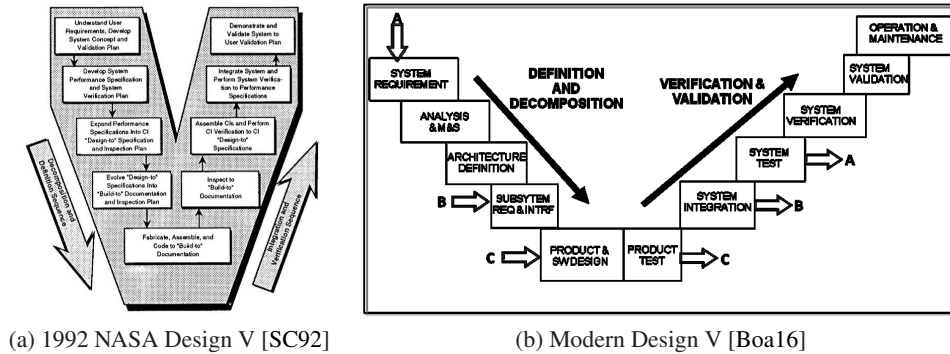 Understand User
Requirements, Develop
System Concept and
Validation Plan
Develop System
Performance Specification
and System
Verification Plan
Expand Performance
Specifications Into CI
"Design-to" Specification
and Inspection Plan
Evolve "Design-to"
Specifications Into
"Build-to" Documentation
and Inspection Plan
Fabricate, Assemble, and
Code to "Build-to"
Documentation
Inspect to
"Build-to"
Documentation
Assemble CIs and Perform
CI Verification to CI
"Design-to"
Specifications
Integrate System and
Perform System Verifica-
tion to Performance
Specifications
Demonstrate and
Validate System to
User Validation Plan
Decomposition and
Definition Sequence
Integration and
Verification Sequence
(a) 1992 NASA Design V [SC92]
A
SYSTEM
REQUIREMENT
ANALYSIS
& M&S
ARCHITECTURE
DEFINITION
B
SUBSYTEM
REQ & INTRF
C
PRODUCT &
SW DESIGN
DEFINITION
AND
DECOMPOSITION
VERIFICATION &
VALIDATION
PRODUCT
TEST
C
SYSTEM
INTEGRATION
B
SYSTEM
TEST
A
SYSTEM
VERIFICATION
SYSTEM
VALIDATION
OPERATION &
MAINTENANCE
(b) Modern Design V [Boa16]